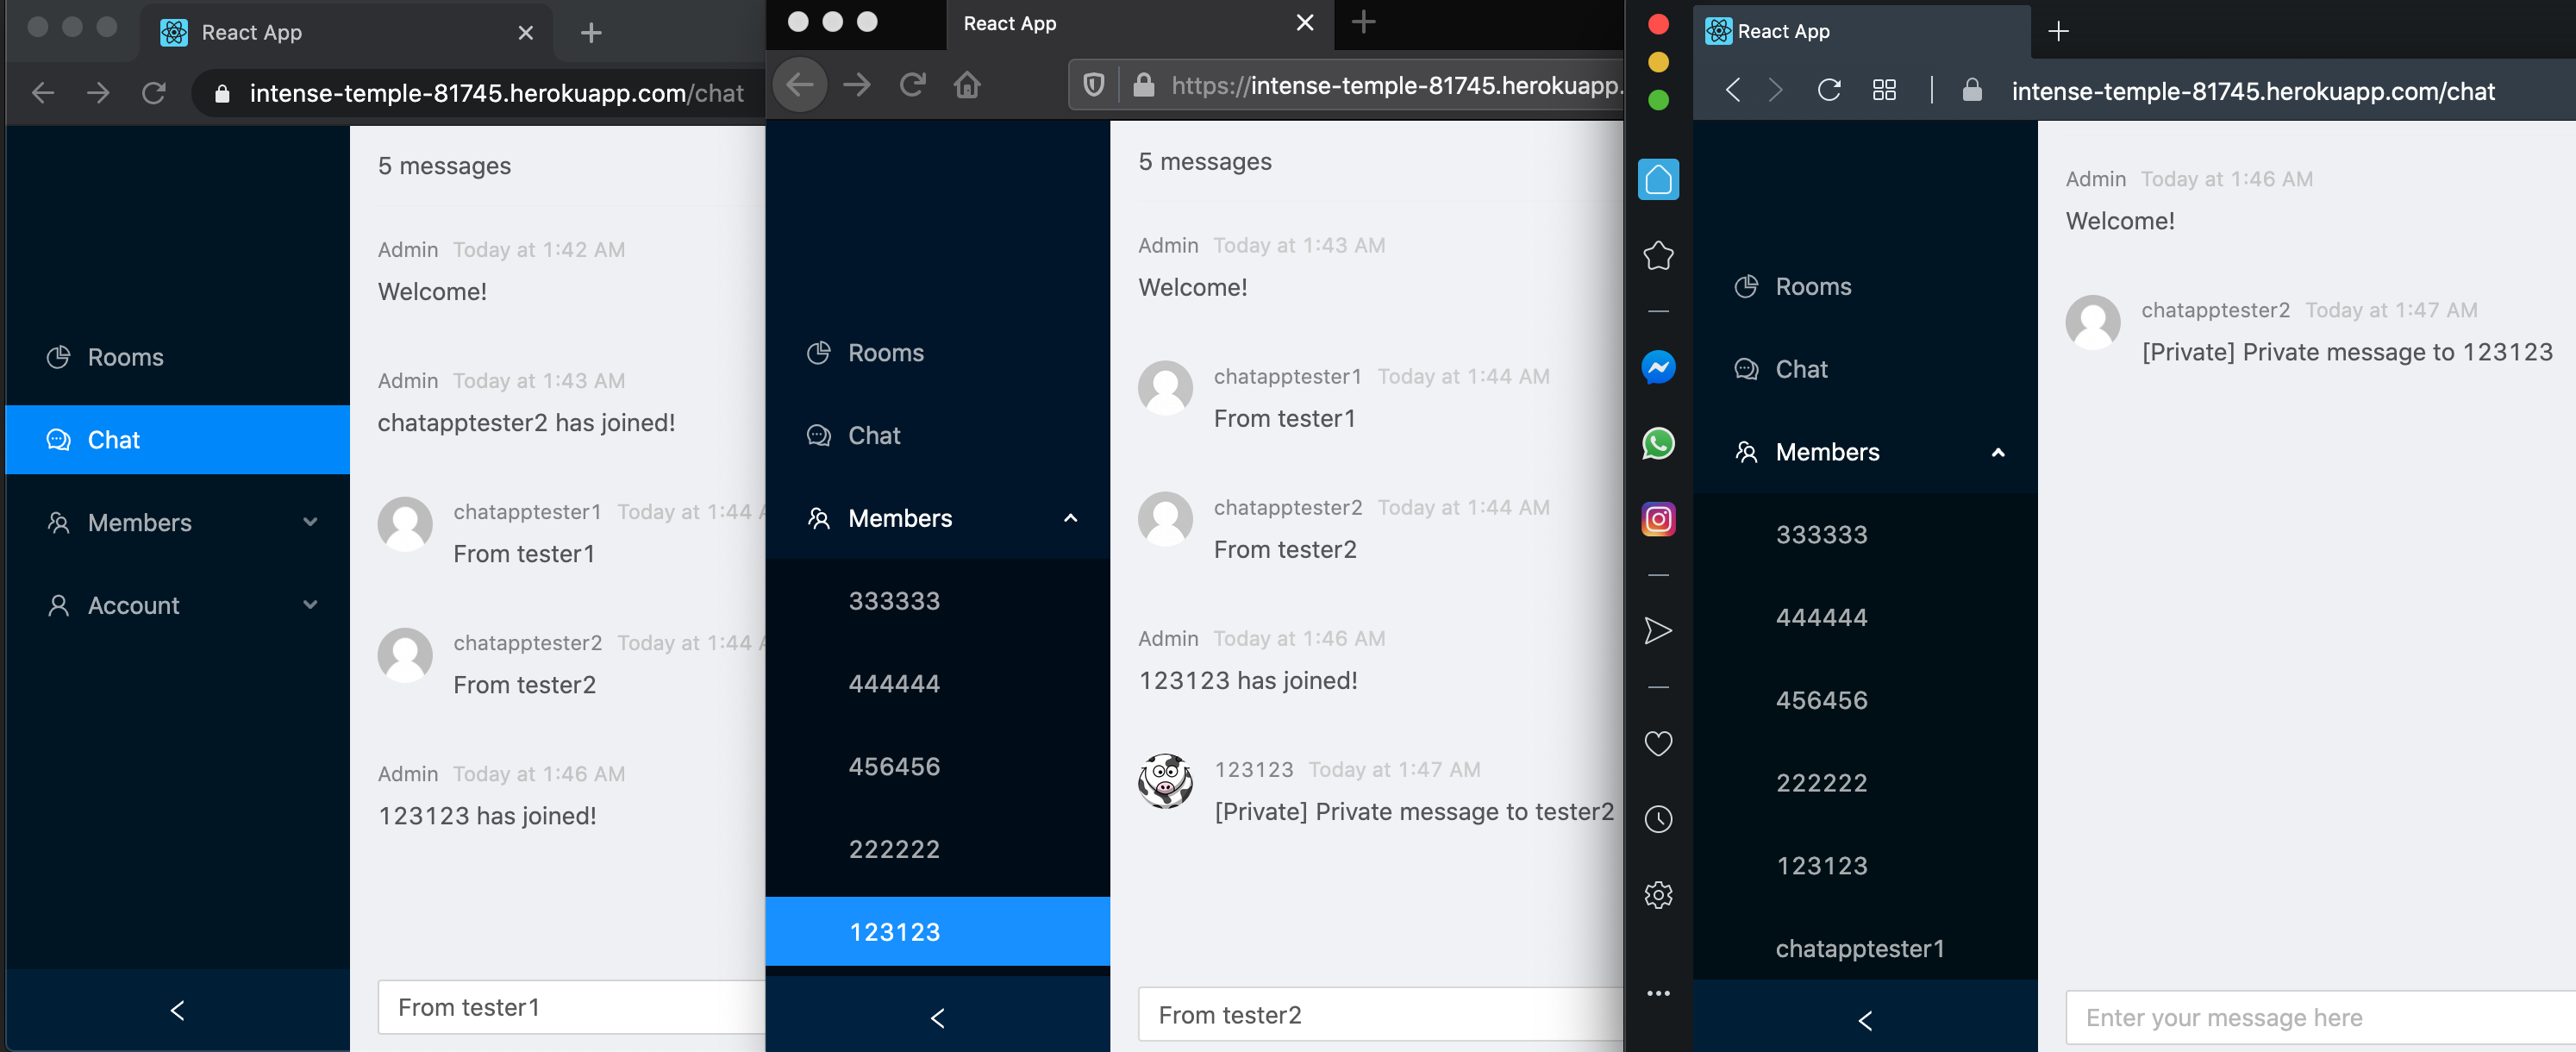 React App
intense-temple-81745.herokuapp.com/chat
Rooms
Chat
Members
Account
5 messages
Admin Today at 1:42 AM
Welcome!
Admin Today at 1:43 AM
chatapptester2 has joined!
chatapptester1 Today at 1:44 A
From tester1
chatapptester2 Today at 1:44 A
From tester2
Admin Today at 1:46 AM
123123 has joined!
From tester1
React App
https://intense-temple-81745.herokuapp.
Rooms
Chat
Members
333333
444444
456456
222222
123123
5 messages
Admin Today at 1:43 AM
Welcome!
chatapptester1 Today at 1:44 AM
From tester1
chatapptester2 Today at 1:44 AM
From tester2
Admin Today at 1:46 AM
123123 has joined!
123123 Today at 1:47 AM
[Private] Private message to tester2
From tester2
React App
intense-temple-81745.herokuapp.com/chat
Rooms
Chat
Members
333333
444444
456456
222222
123123
chatapptester1
Admin Today at 1:46 AM
Welcome!
chatapptester2 Today at 1:47 AM
[Private] Private message to 123123
Enter your message here